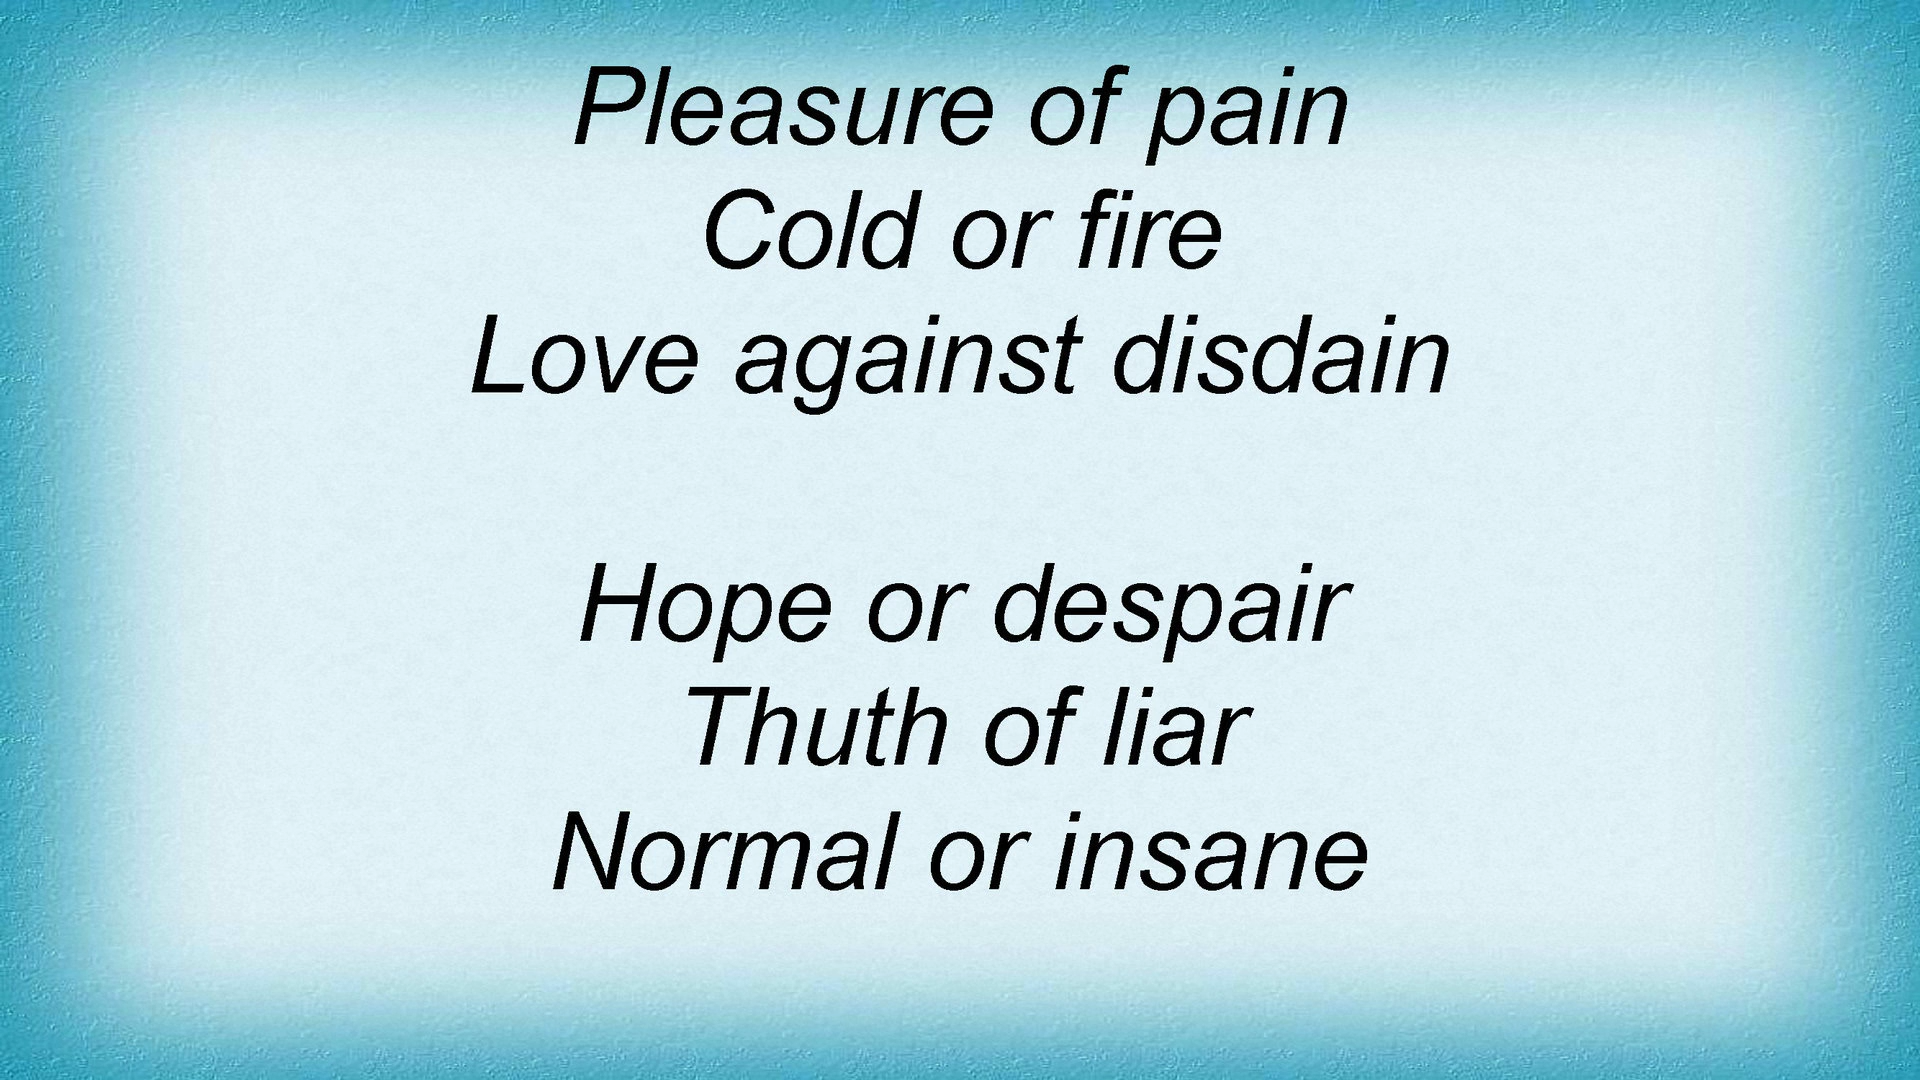 Pleasure of pain
Cold or fire
Love against disdain
Hope or despair
Thuth of liar
Normal or insane